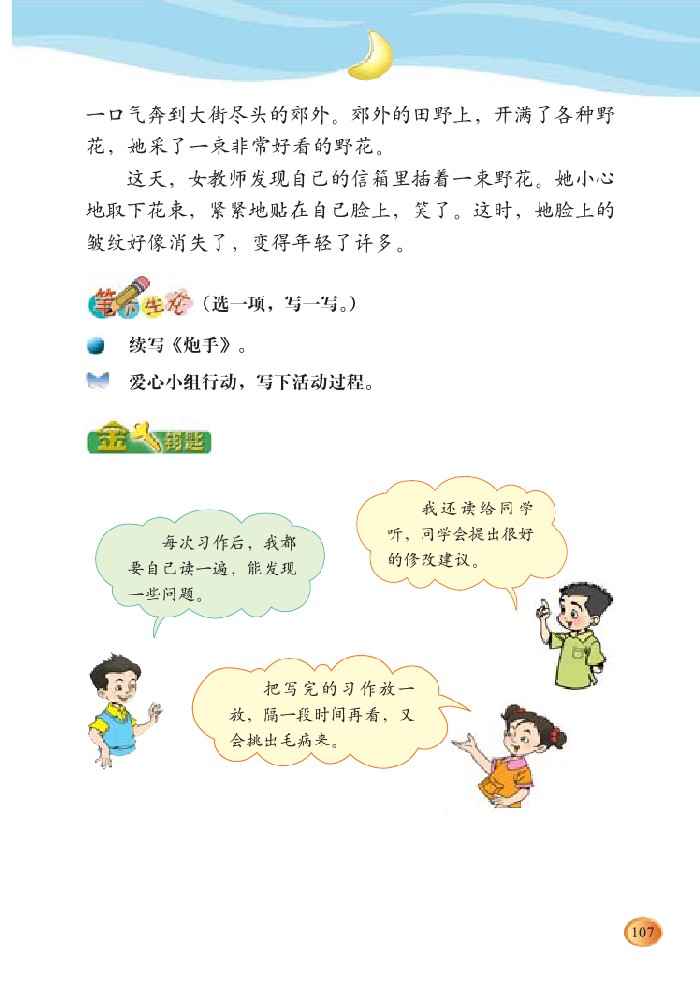 一口气奔到大街尽头的郊外。郊外的田野上，开满了各种野
花，她采了一束非常好看的野花。
这天，女教师发现自己的信箱里插着一束野花。她小心
地取下花束，紧紧地贴在自己脸上，笑了。这时，她脸上的
皱纹好像消失了，变得年轻了许多。
笔下生花（选一项，写一写。）
续写《炮手》。
爱心小组行动，写下活动过程。
金钥匙
我还读给同学
听，同学会提出很好
的修改建议。
每次习作后，我都
要自己读一遍，能发现
一些问题。
把写完的习作放一
放，隔一段时间再看，又
会挑出毛病来。
107